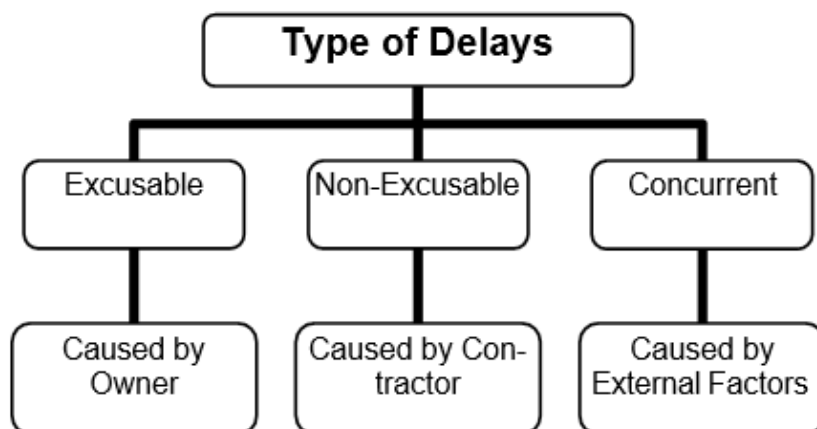 Type of Delays
Excusable
Non-Excusable
Concurrent
Caused by
Owner
Caused by Con-
tractor
Caused by
External Factors